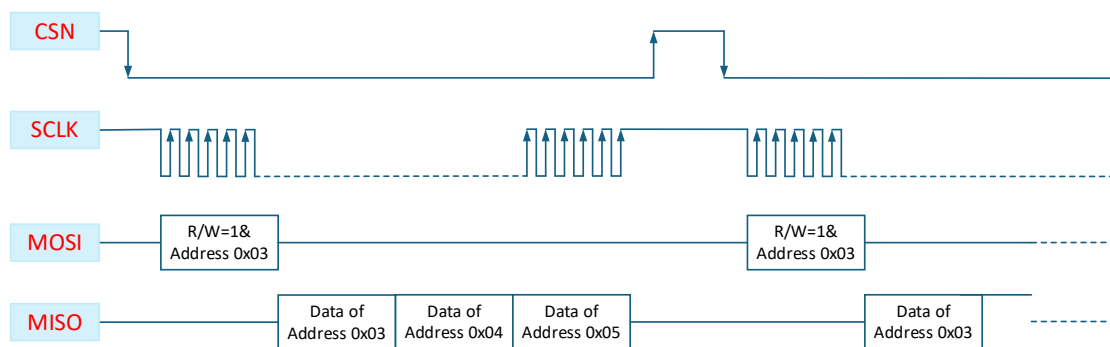 CSN
SCLK
MOSI
R/W=1&
Address 0x03
R/W=1&
Address 0x03
MISO
Data of
Address 0x03
Data of
Address 0x04
Data of
Address 0x05
Data of
Address 0x03